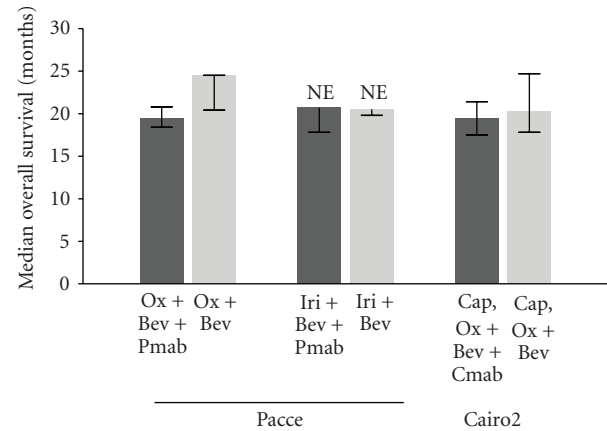 Median overall survival (months)
30
25
20
15
10
5
0
NE
NE
Ox +
Bev +
Pmab
Ox +
Bev
Iri +
Bev +
Pmab
Iri +
Bev
Cap,
Ox +
Bev +
Cmab
Cap,
Ox +
Bev
Pacce
Cairo2